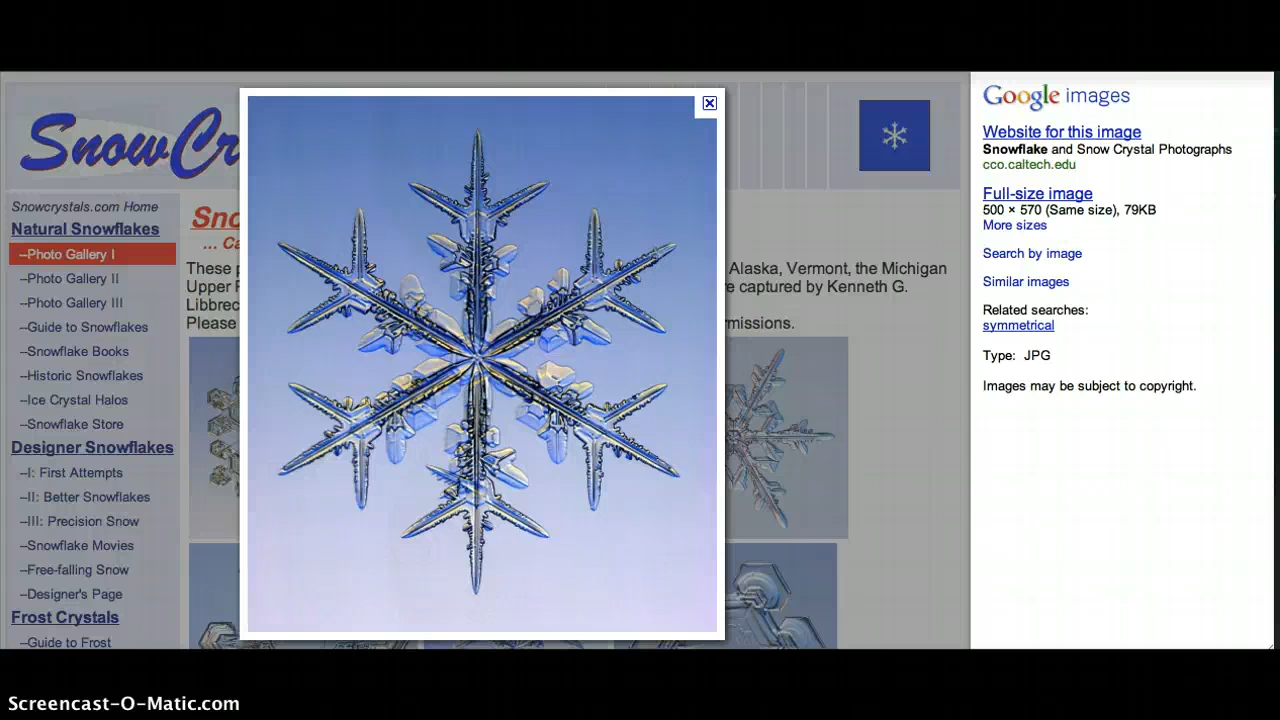 SnowCr
Snowcrystals.com Home
Natural Snowflakes
--Photo Gallery I
--Photo Gallery II
--Photo Gallery III
--Guide to Snowflakes
--Snowflake Books
--Historic Snowflakes
--Ice Crystal Halos
--Snowflake Store
Designer Snowflakes
--I: First Attempts
--II: Better Snowflakes
--III: Precision Snow
--Snowflake Movies
--Free-falling Snow
--Designer's Page
Frost Crystals
--Guide to Frost
Sno
... Ca
These p Alaska, Vermont, the Michigan
Upper P re captured by Kenneth G.
Libbrec
Please rmissions.
Google images
Website for this image
Snowflake and Snow Crystal Photographs
cco.caltech.edu
Full-size image
500 × 570 (Same size), 79KB
More sizes
Search by image
Similar images
Related searches:
symmetrical
Type: JPG
Images may be subject to copyright.
Screencast-O-Matic.com